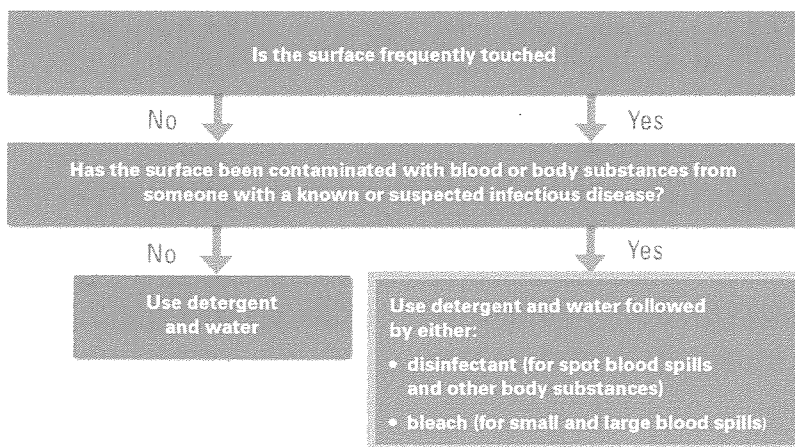 Is the surface frequently touched
No
Yes
Has the surface been contaminated with blood or body substances from
someone with a known or suspected infectious disease?
No
Yes
Use detergent
and water
Use detergent and water followed
by either:
• disinfectant (for spot blood spills
and other body substances)
• bleach (for small and large blood spills)